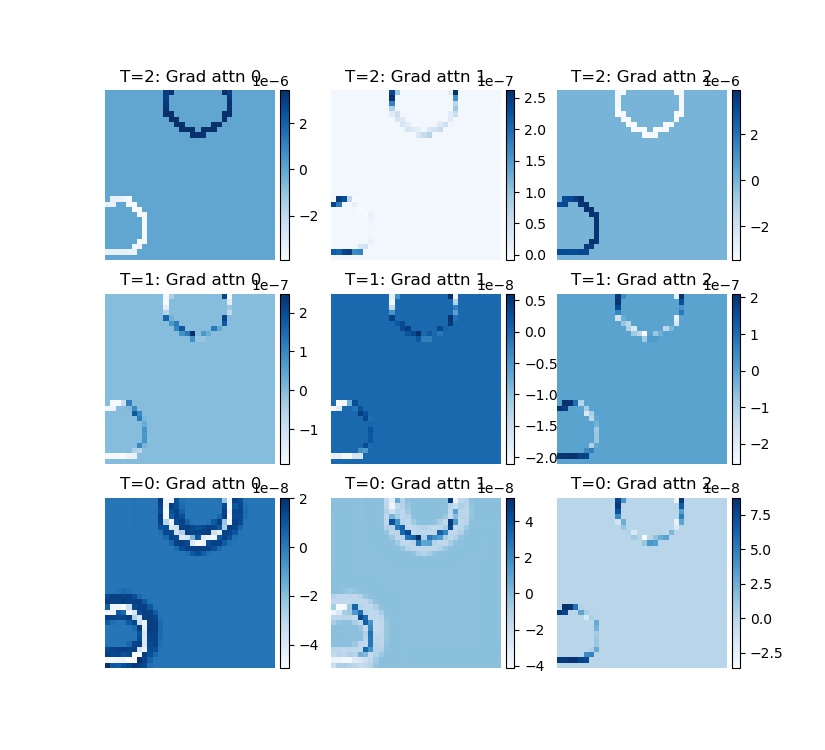 T=2: Grad attn 0
1e−6
2
0
−2
T=2: Grad attn 1
1e−7
2.5
2.0
1.5
1.0
0.5
0.0
T=2: Grad attn 2
1e−6
2
0
−2
T=1: Grad attn 0
1e−7
2
1
0
−1
T=1: Grad attn 1
1e−8
0.5
0.0
−0.5
−1.0
−1.5
−2.0
T=1: Grad attn 2
1e−7
2
1
0
−1
−2
T=0: Grad attn 0
1e−8
2
0
−2
−4
T=0: Grad attn 1
1e−8
4
2
0
−2
−4
T=0: Grad attn 2
1e−8
7.5
5.0
2.5
0.0
−2.5